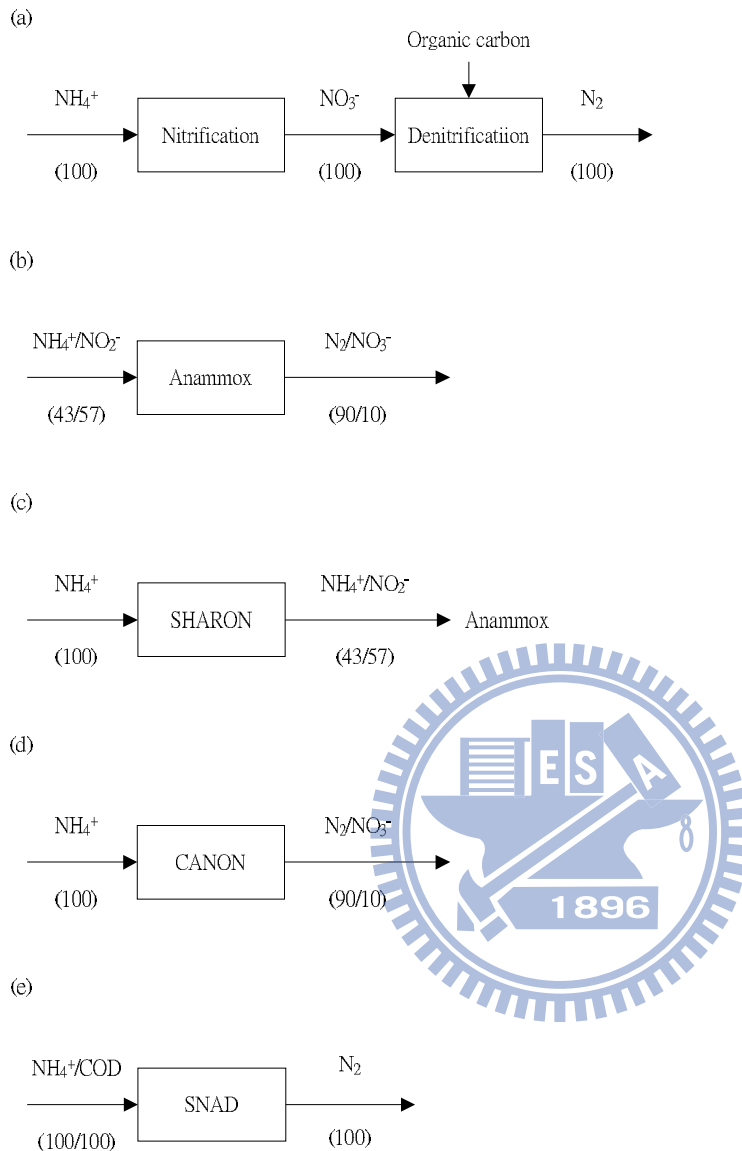 (a)
Organic carbon
NH₄⁺ NO₃⁻ N₂
Nitrification Denitrificatiion
(100) (100) (100)
(b)
NH₄⁺/NO₂⁻ N₂/NO₃⁻
Anammox
(43/57) (90/10)
(c)
NH₄⁺ NH₄⁺/NO₂⁻
SHARON Anammox
(100) (43/57)
(d)
NH₄⁺ N₂/NO₃⁻
CANON
(100) (90/10)
(e)
NH₄⁺/COD N₂
SNAD
(100/100) (100)
E S A
1896